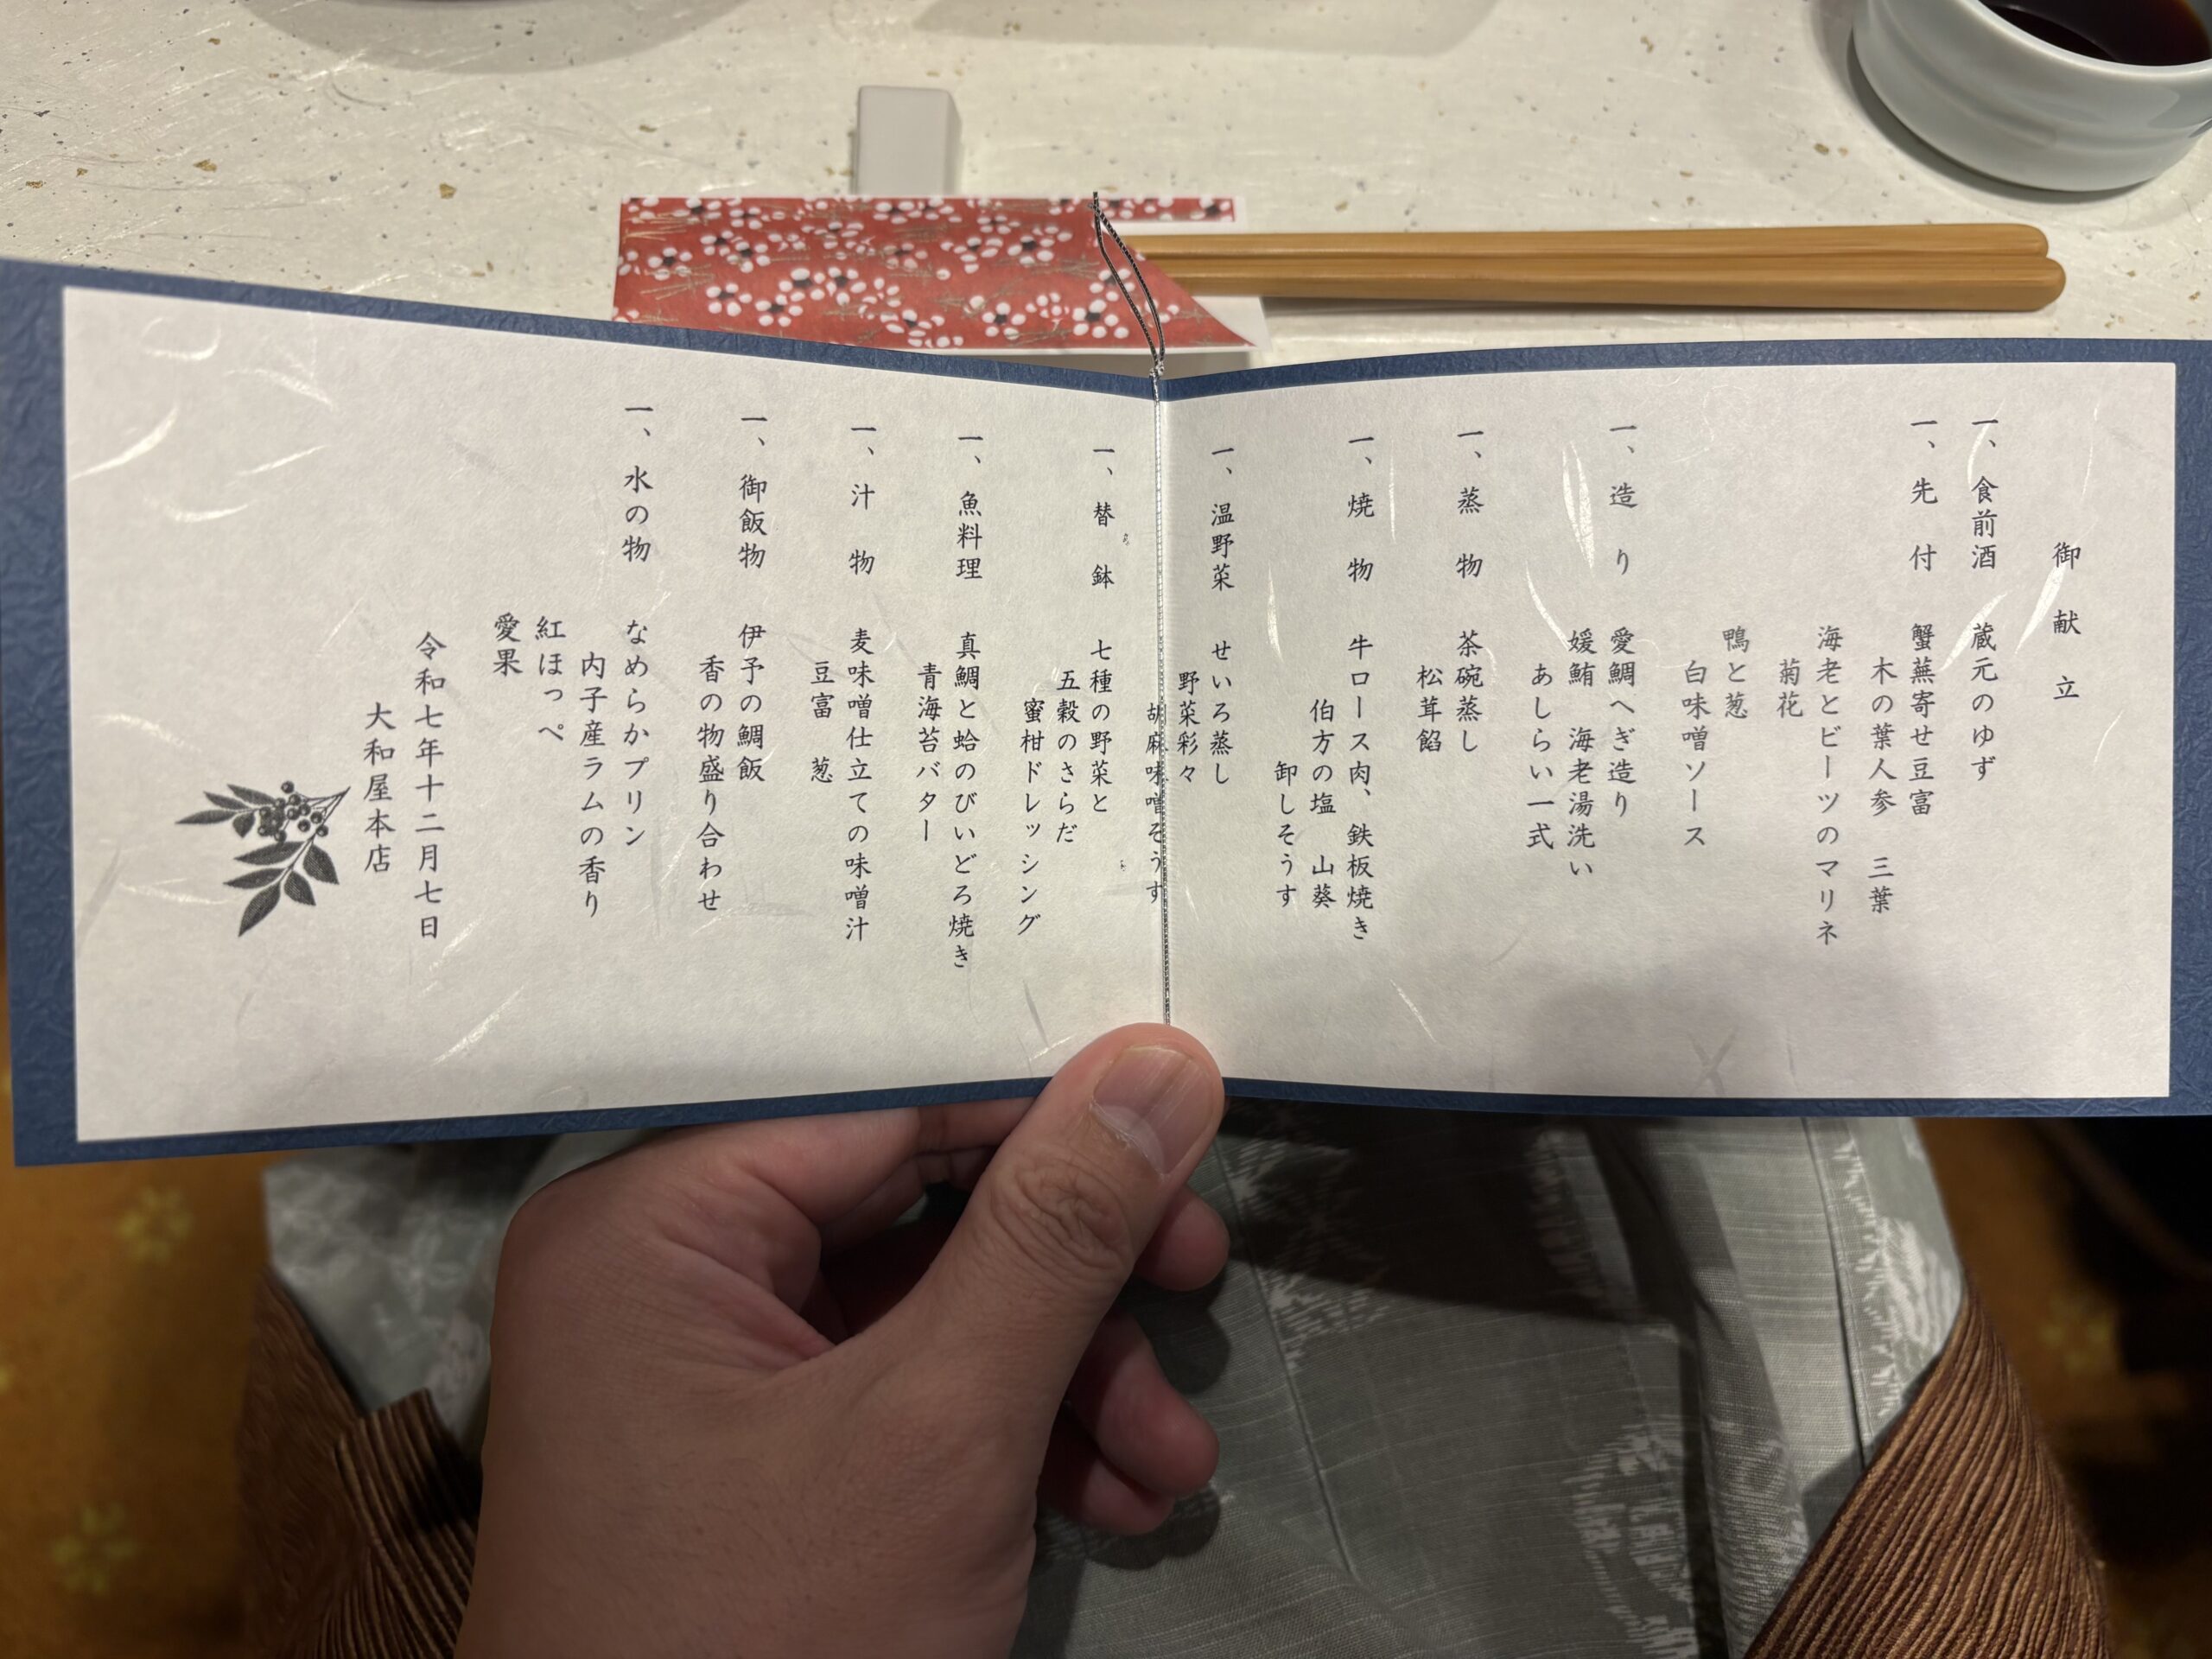 御献立
一、食前酒 蔵元のゆず
一、先付 蟹蕪寄せ豆富
木の葉人参 三葉
海老とビーツのマリネ
菊花
鴨と葱
白味噌ソース
一、造り 愛鯛へぎ造り
媛鮪 海老湯洗い
あしらい一式
一、蒸物 茶碗蒸し
松茸餡
一、焼物 牛ロース肉、鉄板焼き
伯方の塩 山葵
卸しそうす
一、温野菜 せいろ蒸し
野菜彩々
胡麻味噌そうす
一、替鉢 七種の野菜と
五穀のさらだ
蜜柑ドレッシング
一、魚料理 真鯛と蛤のびいどろ焼き
青海苔バター
一、汁物 麦味噌仕立ての味噌汁
豆富 葱
一、御飯物 伊予の鯛飯
香の物盛り合わせ
一、水の物 なめらかプリン
内子産ラムの香り
紅ほっぺ
愛果
令和七年十二月七日
大和屋本店